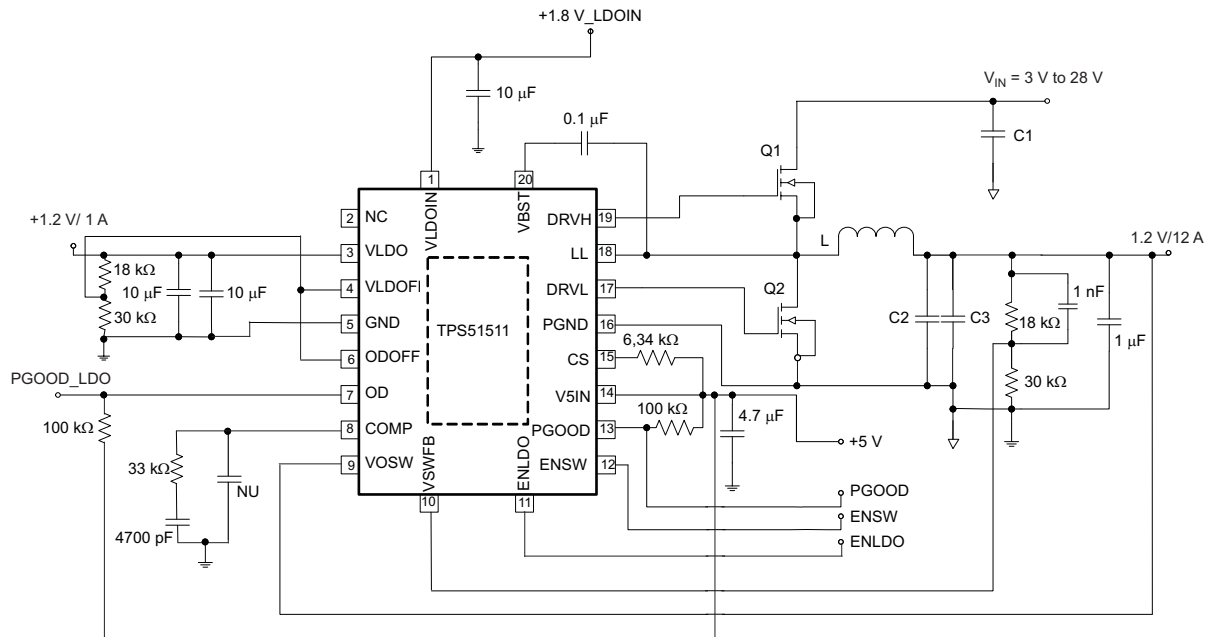 +1.8 V_LDOIN
10 μF
VIN = 3 V to 28 V
C1
0.1 μF
Q1
1
20
VLDOIN
VBST
+1.2 V/ 1 A
2
NC
DRVH
19
3
VLDO
LL
18
L
1.2 V/12 A
18 kΩ
10 μF
10 μF
30 kΩ
4
VLDOFI
DRVL
17
Q2
1 nF
C2
C3
18 kΩ
1 μF
5
GND
TPS51511
PGND
16
6
ODOFF
CS
15
6,34 kΩ
30 kΩ
PGOOD_LDO
7
OD
V5IN
14
100 kΩ
8
COMP
PGOOD
13
100 kΩ
4.7 μF
+5 V
33 kΩ
NU
9
VOSW
ENSW
12
VSWFB
ENLDO
10
11
4700 pF
PGOOD
ENSW
ENLDO